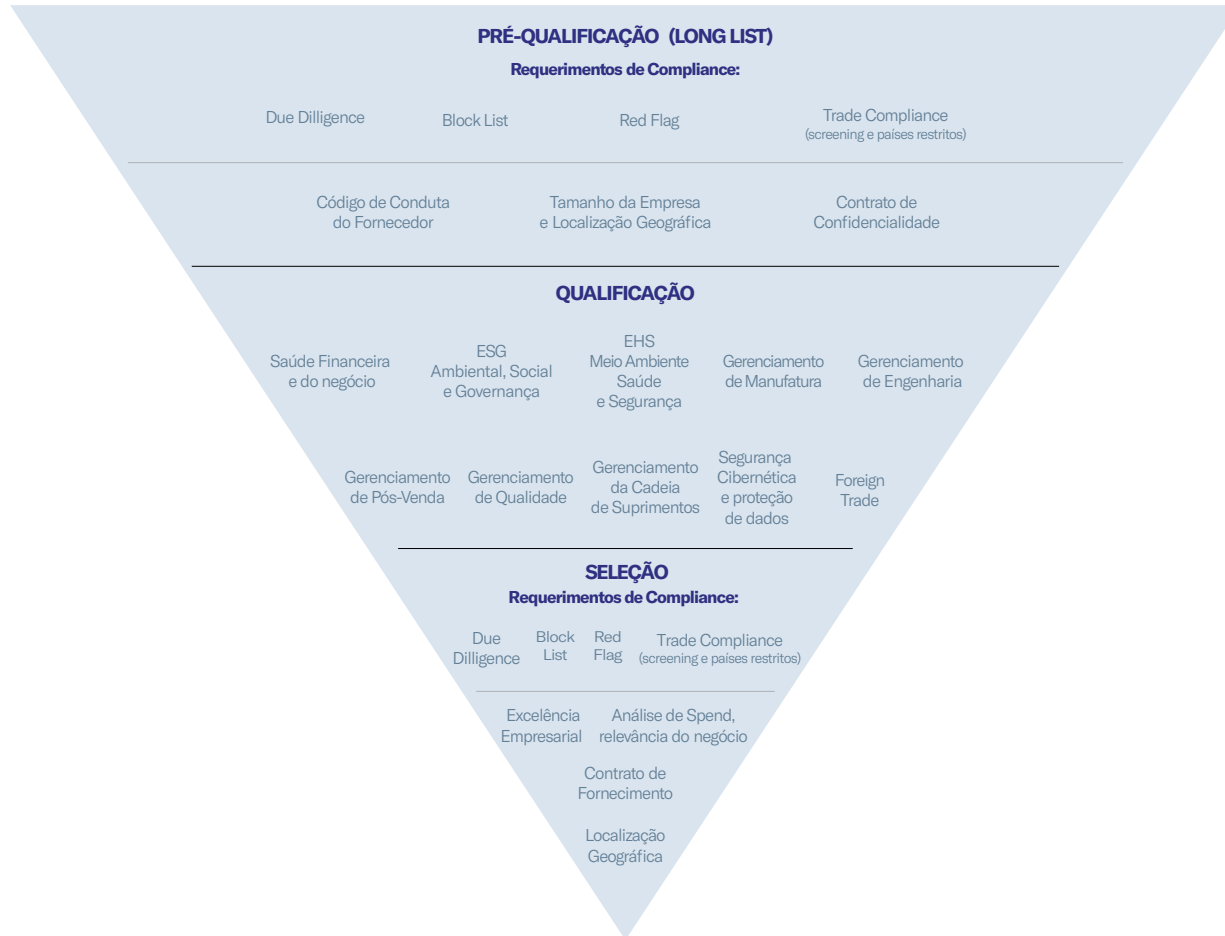 PRÉ-QUALIFICAÇÃO (LONG LIST)
Requerimentos de Compliance:
Due Dilligence
Block List
Red Flag
Trade Compliance
(screening e países restritos)
Código de Conduta
do Fornecedor
Tamanho da Empresa
e Localização Geográfica
Contrato de
Confidencialidade
QUALIFICAÇÃO
Saúde Financeira
e do negócio
ESG
Ambiental, Social
e Governança
EHS
Meio Ambiente
Saúde
e Segurança
Gerenciamento
de Manufatura
Gerenciamento
de Engenharia
Gerenciamento
de Pós-Venda
Gerenciamento
de Qualidade
Gerenciamento
da Cadeia
de Suprimentos
Segurança
Cibernética
e proteção
de dados
Foreign
Trade
SELEÇÃO
Requerimentos de Compliance:
Due
Dilligence
Block
List
Red
Flag
Trade Compliance
(screening e países restritos)
Excelência
Empresarial
Análise de Spend,
relevância do negócio
Contrato de
Fornecimento
Localização
Geográfica